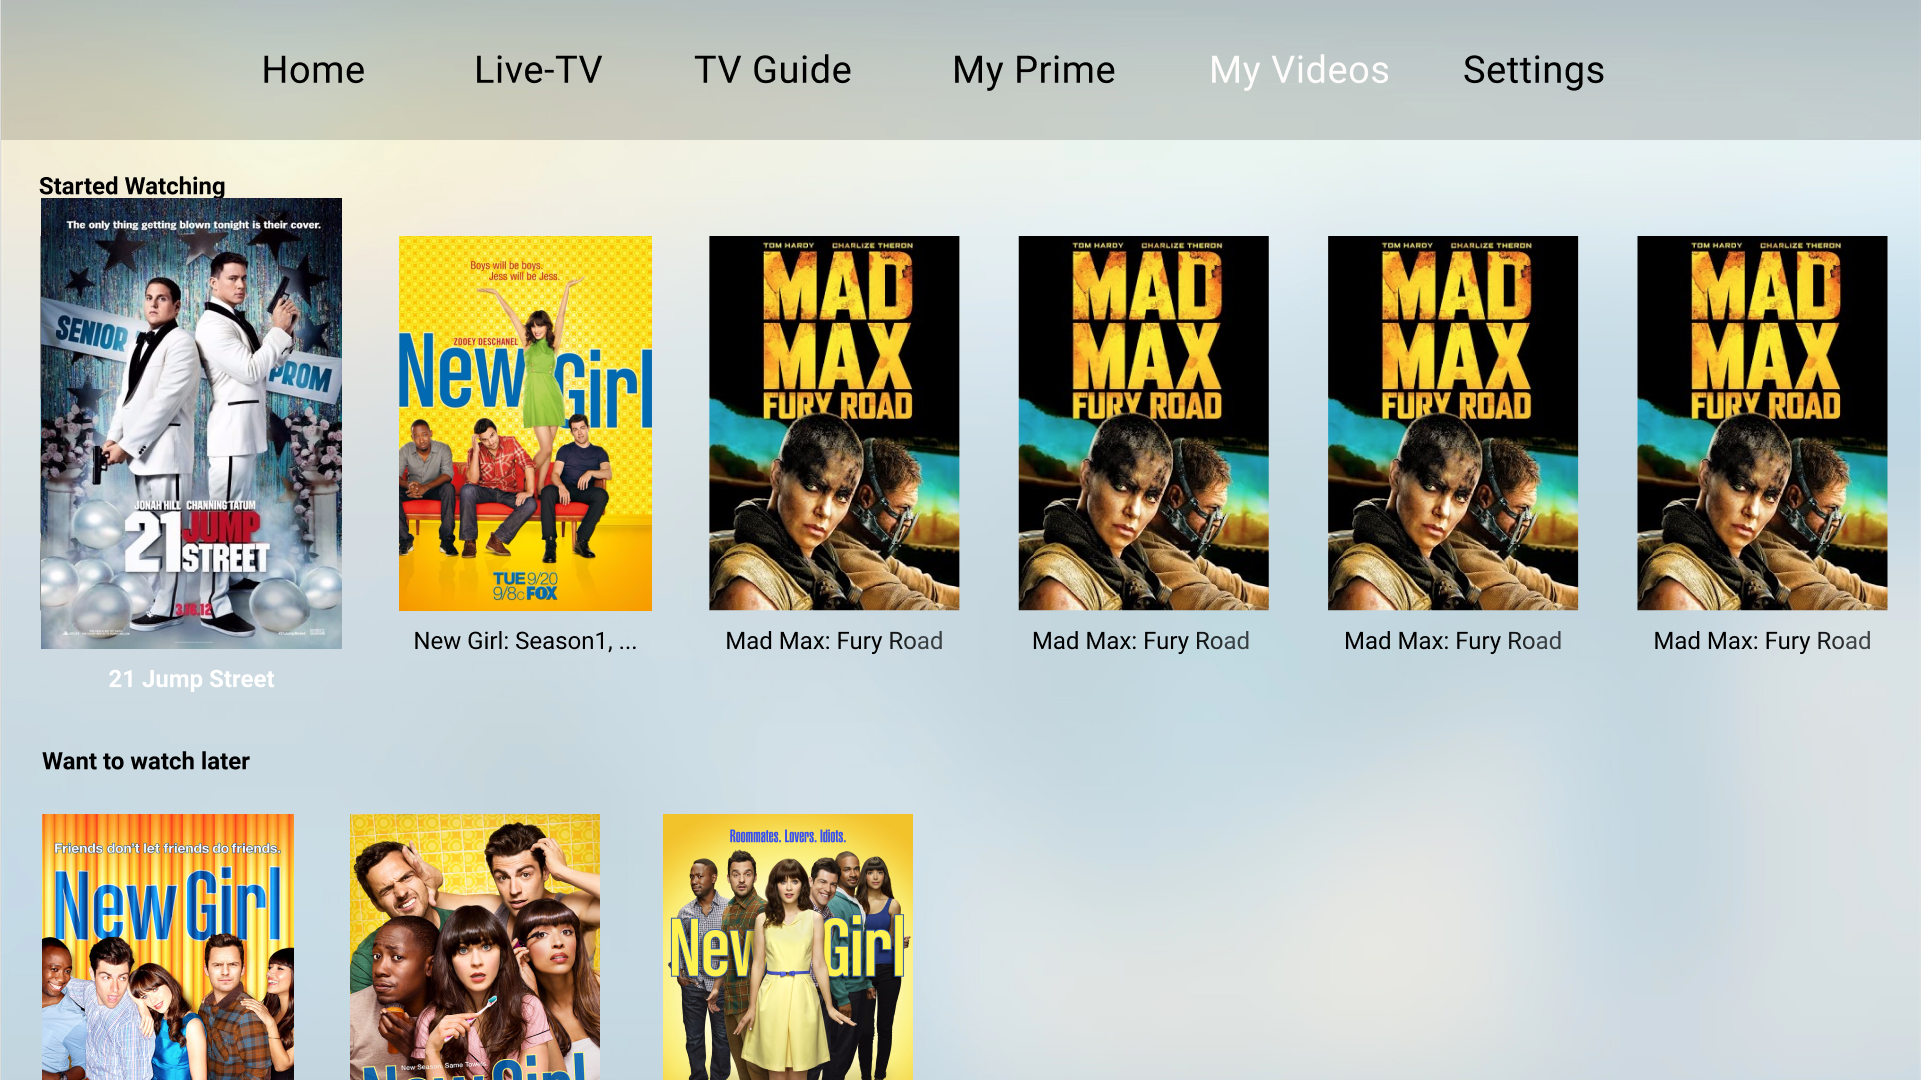 Home Live-TV TV Guide My Prime My Videos Settings
Started Watching
The only thing getting blown tonight is their cover.
SENIOR
PROM
JONAH HILL CHANNING TATUM
21 JUMP
STREET
3.16.12
21 Jump Street
Boys will be boys.
Jess will be Jess.
ZOOEY DESCHANEL
New Girl
TUE 9/20
9/8c FOX
New Girl: Season1, ...
TOM HARDY CHARLIZE THERON
MAD
MAX
FURY ROAD
Mad Max: Fury Road
TOM HARDY CHARLIZE THERON
MAD
MAX
FURY ROAD
Mad Max: Fury Road
TOM HARDY CHARLIZE THERON
MAD
MAX
FURY ROAD
Mad Max: Fury Road
TOM HARDY CHARLIZE THERON
MAD
MAX
FURY ROAD
Mad Max: Fury Road
Want to watch later
Friends don't let friends do friends.
New Girl
New Season. Same Tow
New Girl
Roommates. Lovers. Idiots.
New Girl